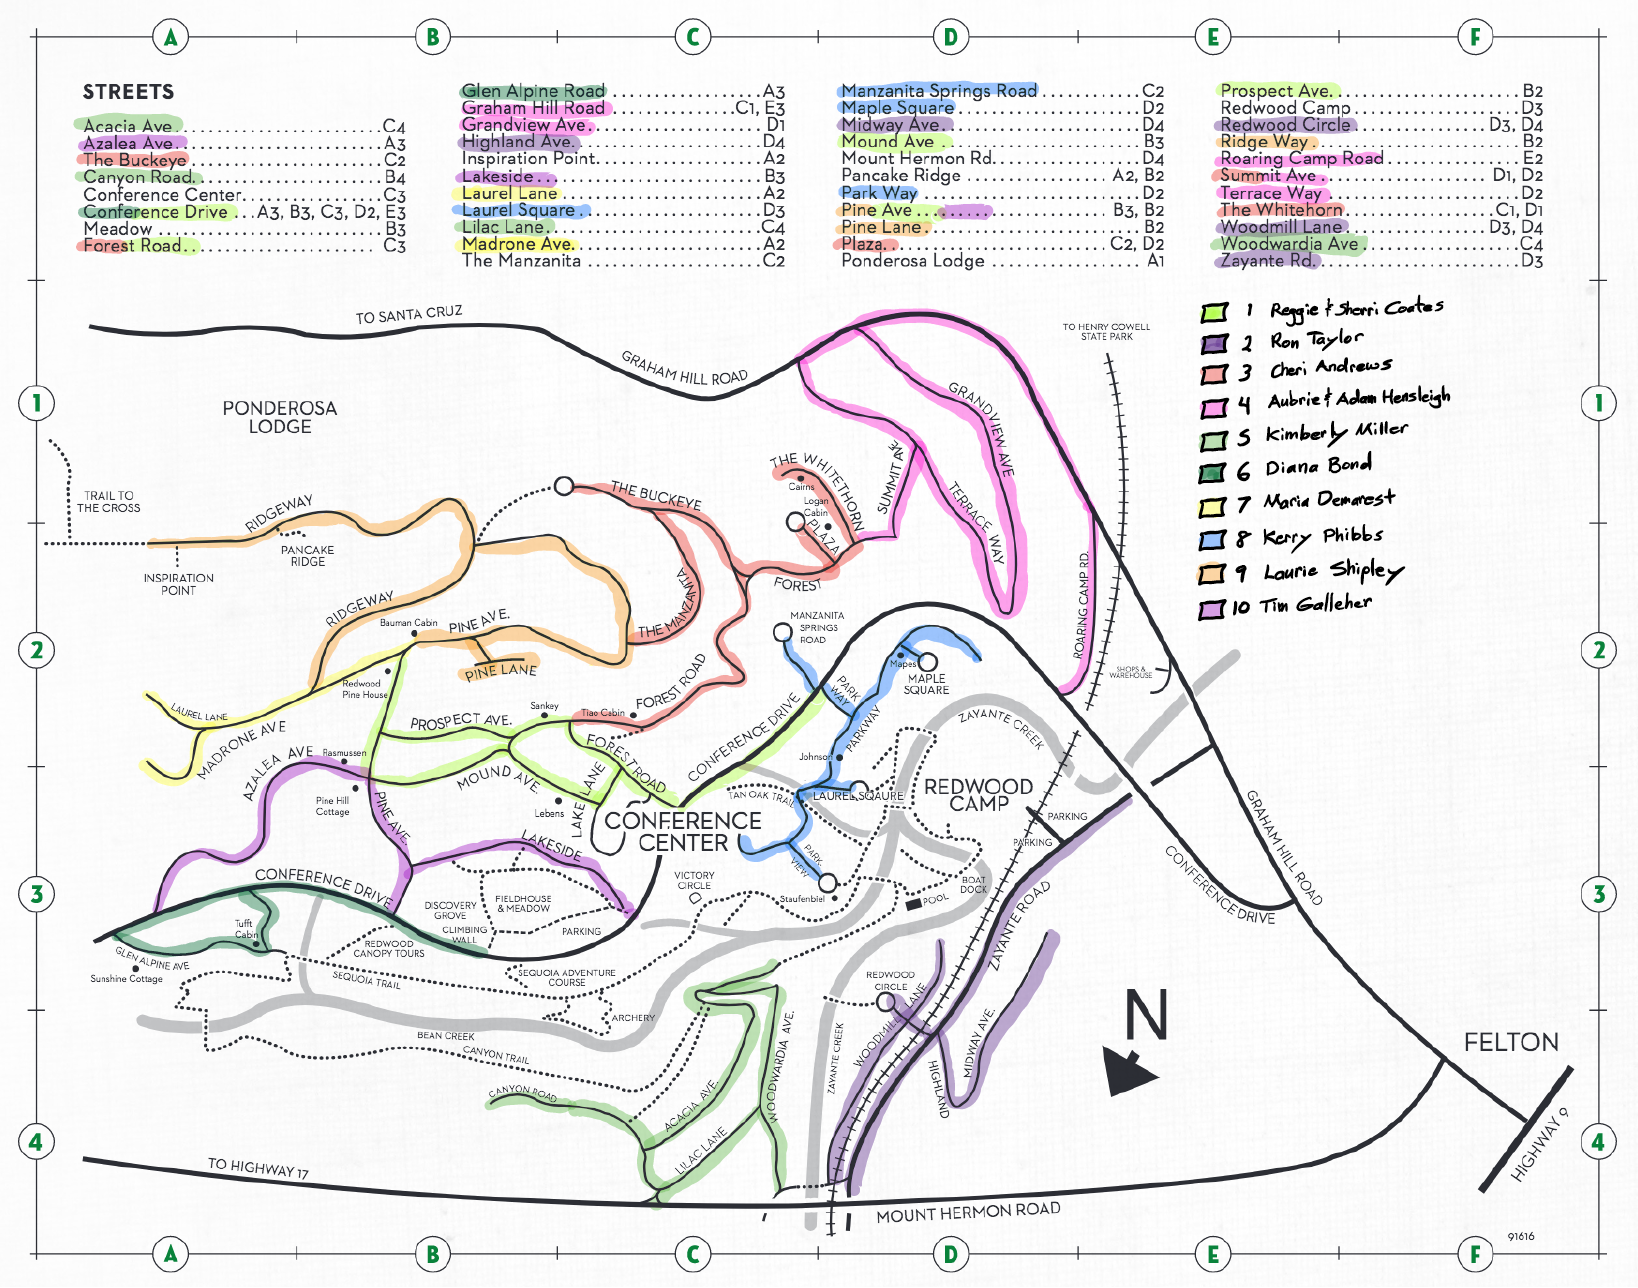 A B C D E F
STREETS
Acacia Ave. C4
Azalea Ave. A3
The Buckeye C2
Canyon Road. B4
Conference Center. C3
Conference Drive A3, B3, C3, D2, E3
Meadow B3
Forest Road C3
Glen Alpine Road A3
Graham Hill Road C1, E3
Grandview Ave. D1
Highland Ave. D4
Inspiration Point. A2
Lakeside B3
Laurel Lane A2
Laurel Square D3
Lilac Lane C4
Madrone Ave. A2
The Manzanita C2
Manzanita Springs Road C2
Maple Square D2
Midway Ave. D4
Mound Ave B3
Mount Hermon Rd. D4
Pancake Ridge A2, B2
Park Way D2
Pine Ave B3, B2
Pine Lane B2
Plaza. C2, D2
Ponderosa Lodge A1
Prospect Ave. B2
Redwood Camp D3
Redwood Circle D3, D4
Ridge Way B2
Roaring Camp Road E2
Summit Ave D1, D2
Terrace Way D2
The Whitehorn C1, D1
Woodmill Lane D3, D4
Woodwardia Ave C4
Zayante Rd. D3
1 Reggie & Sherri Coates
2 Ron Taylor
3 Cheri Andrews
4 Aubrie & Adam Hensleigh
5 Kimberly Miller
6 Diana Bond
7 Maria Demarest
8 Kerry Phibbs
9 Laurie Shipley
10 Tim Galleher
TO SANTA CRUZ
GRAHAM HILL ROAD
TO HENRY COWELL
STATE PARK
1
PONDEROSA
LODGE
GRANDVIEW AVE
1
THE WHITEHORN
SUMMIT AVE
Cairns
Logan
Cabin
PLAZA
TRAIL TO
THE CROSS
RIDGEWAY
THE BUCKEYE
TERRACE WAY
PANCAKE
RIDGE
INSPIRATION
POINT
FOREST
THE MANZANITA
ROARING CAMP RD.
RIDGEWAY
Bauman Cabin
PINE AVE.
MANZANITA
SPRINGS
ROAD
2
2
PINE LANE
Redwood
Pine House
Mapes
MAPLE
SQUARE
SHOPS &
WAREHOUSE
LAUREL LANE
MADRONE AVE
PROSPECT AVE.
Sankey
Tiao Cabin
FOREST ROAD
PARK
WAY
PARKWAY
CONFERENCE DRIVE
ZAYANTE CREEK
AZALEA AVE
Rasmussen
MOUND AVE.
FOREST ROAD
Johnson
Pine Hill
Cottage
PINE AVE.
Lebens
LAKE LANE
TAN OAK TRAIL
LAUREL SQAURE
REDWOOD
CAMP
PARKING
PARKING
GRAHAM HILL ROAD
CONFERENCE
CENTER
LAKESIDE
PARK
VIEW
CONFERENCE DRIVE
3
CONFERENCE DRIVE
VICTORY
CIRCLE
Staufenbiel
BOAT
DOCK
POOL
3
DISCOVERY
GROVE
FIELDHOUSE
& MEADOW
CLIMBING
WALL
PARKING
Tufft
Cabin
REDWOOD
CANOPY TOURS
ZAYANTE ROAD
GLEN ALPINE AVE
Sunshine Cottage
SEQUOIA TRAIL
SEQUOIA ADVENTURE
COURSE
REDWOOD
CIRCLE
ARCHERY
BEAN CREEK
CANYON TRAIL
N
FELTON
WOODMILL LANE
ZAYANTE CREEK
WOODWARDIA AVE.
MIDWAY AVE.
HIGHLAND
CANYON ROAD
ACACIA AVE.
LILAC LANE
4
HIGHWAY 9
4
TO HIGHWAY 17
MOUNT HERMON ROAD
91616
A B C D E F